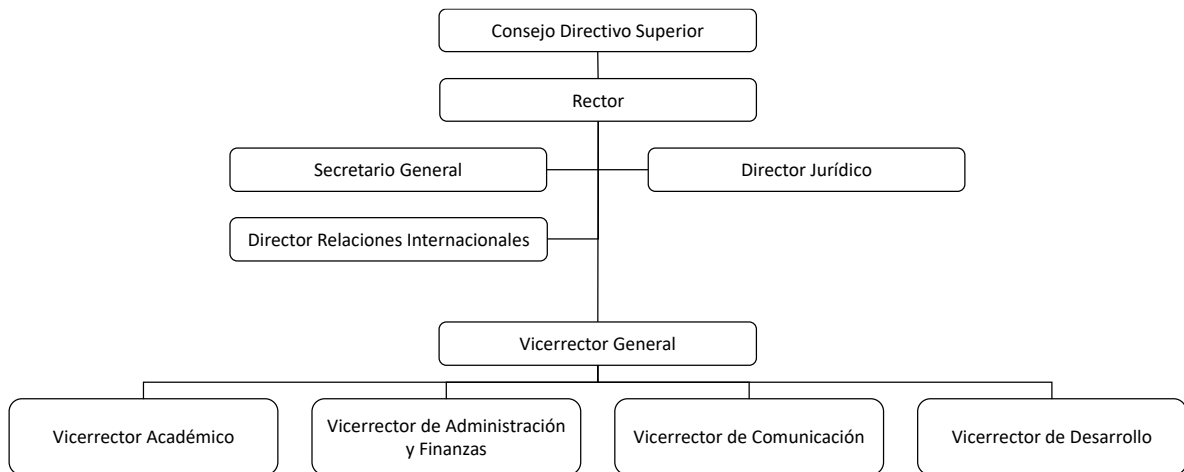 Consejo Directivo Superior
Rector
Secretario General
Director Jurídico
Director Relaciones Internacionales
Vicerrector General
Vicerrector Académico
Vicerrector de Administración
y Finanzas
Vicerrector de Comunicación
Vicerrector de Desarrollo